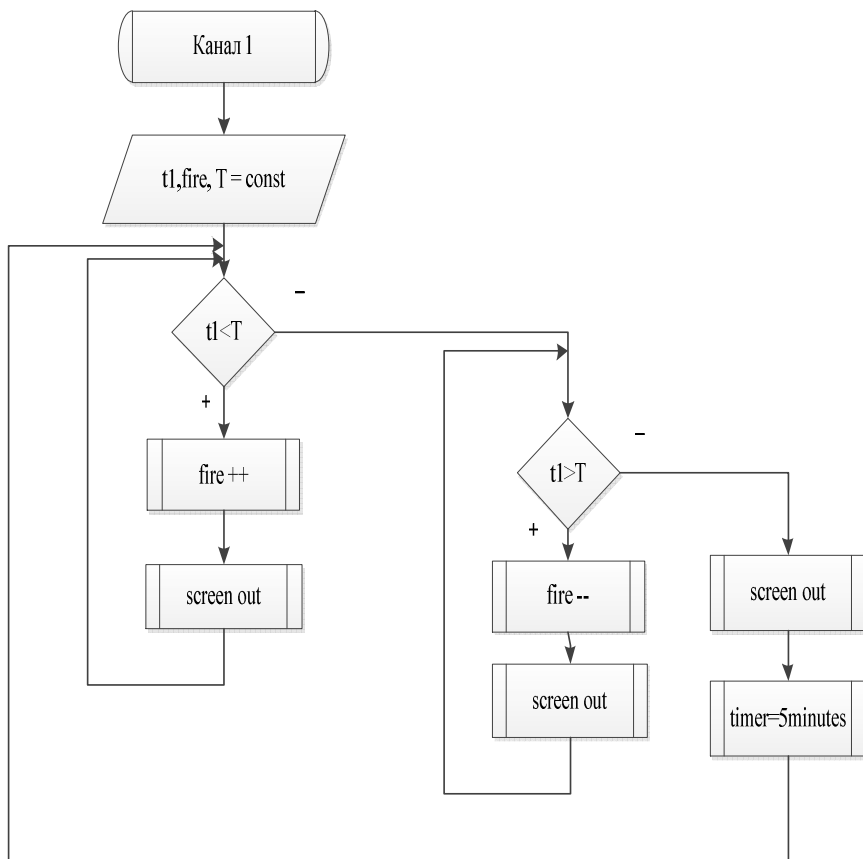 Канал 1
t1,fire, T = const
t1<T
–
+
fire ++
screen out
t1>T
–
+
fire --
screen out
screen out
timer=5minutes